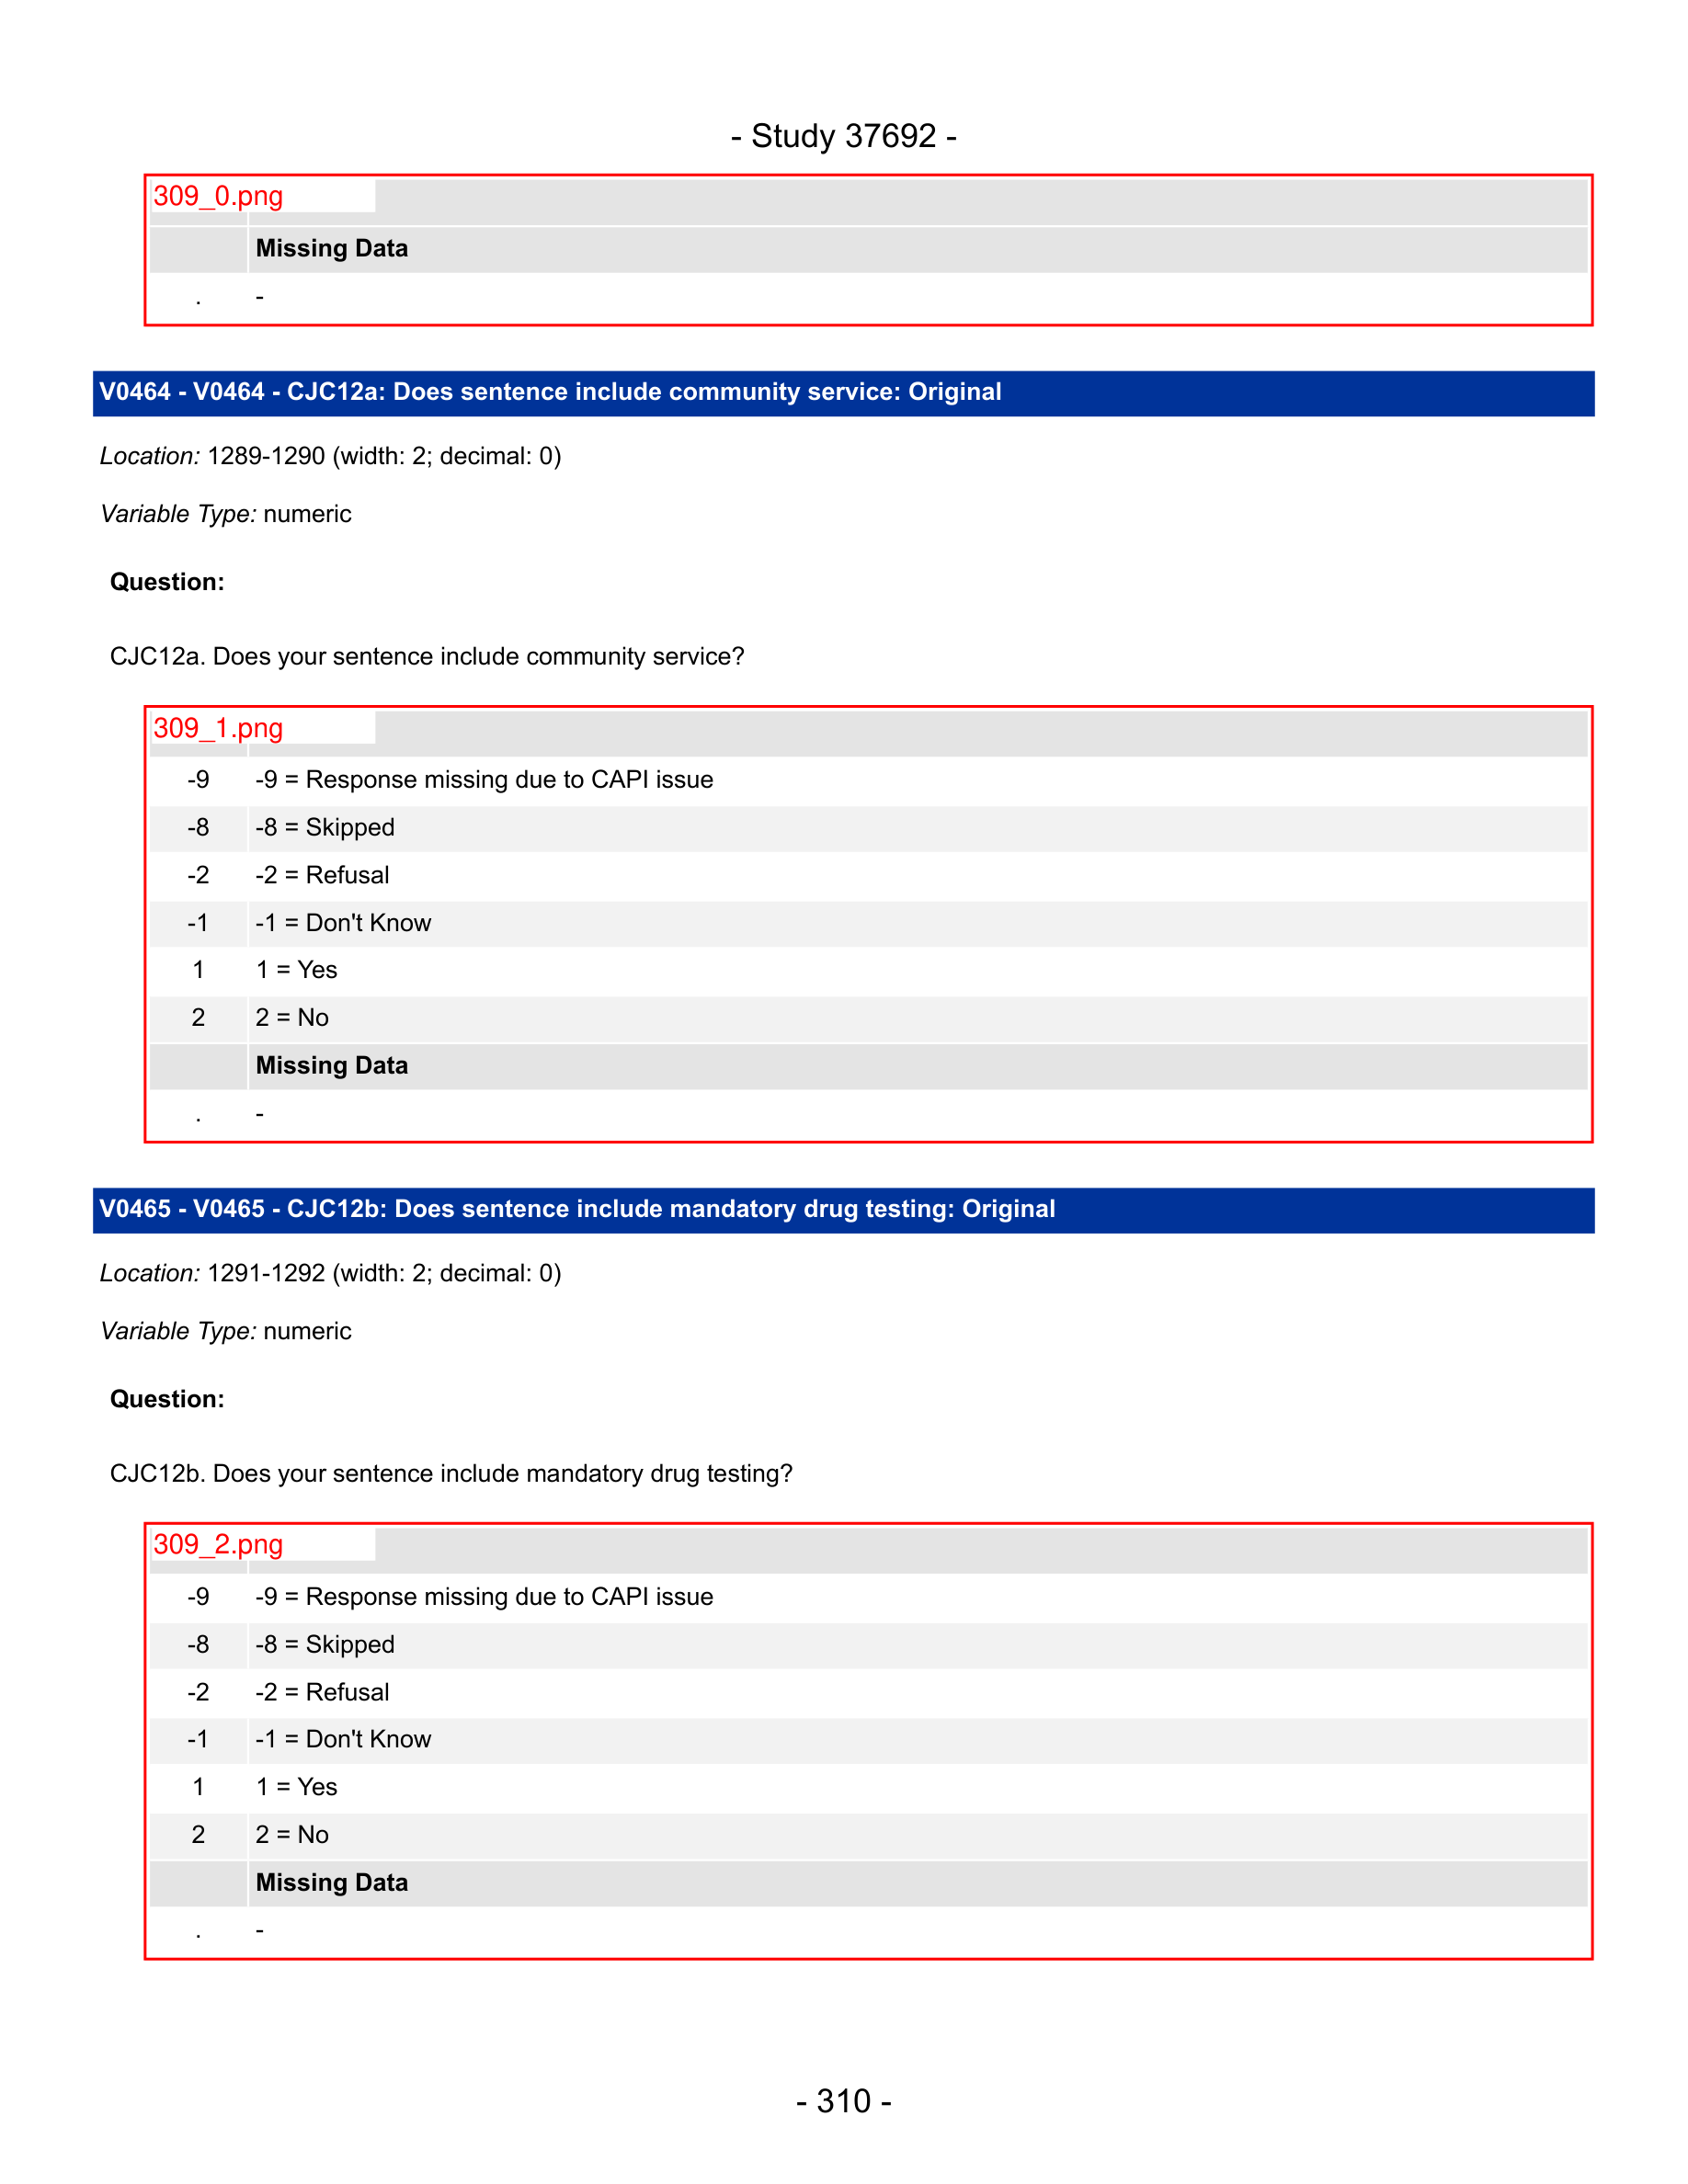 - Study 37692 -
309_0.png
Missing Data
. -
V0464 - V0464 - CJC12a: Does sentence include community service: Original
Location: 1289-1290 (width: 2; decimal: 0)
Variable Type: numeric
Question:
CJC12a. Does your sentence include community service?
309_1.png
-9 -9 = Response missing due to CAPI issue
-8 -8 = Skipped
-2 -2 = Refusal
-1 -1 = Don't Know
1 1 = Yes
2 2 = No
Missing Data
. -
V0465 - V0465 - CJC12b: Does sentence include mandatory drug testing: Original
Location: 1291-1292 (width: 2; decimal: 0)
Variable Type: numeric
Question:
CJC12b. Does your sentence include mandatory drug testing?
309_2.png
-9 -9 = Response missing due to CAPI issue
-8 -8 = Skipped
-2 -2 = Refusal
-1 -1 = Don't Know
1 1 = Yes
2 2 = No
Missing Data
. -
- 310 -